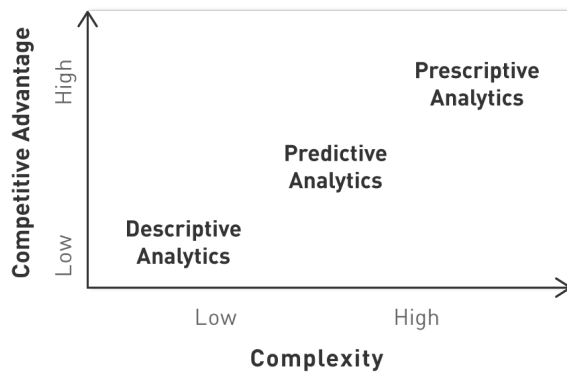 Competitive Advantage
High
Low
Prescriptive
Analytics
Predictive
Analytics
Descriptive
Analytics
Low
High
Complexity